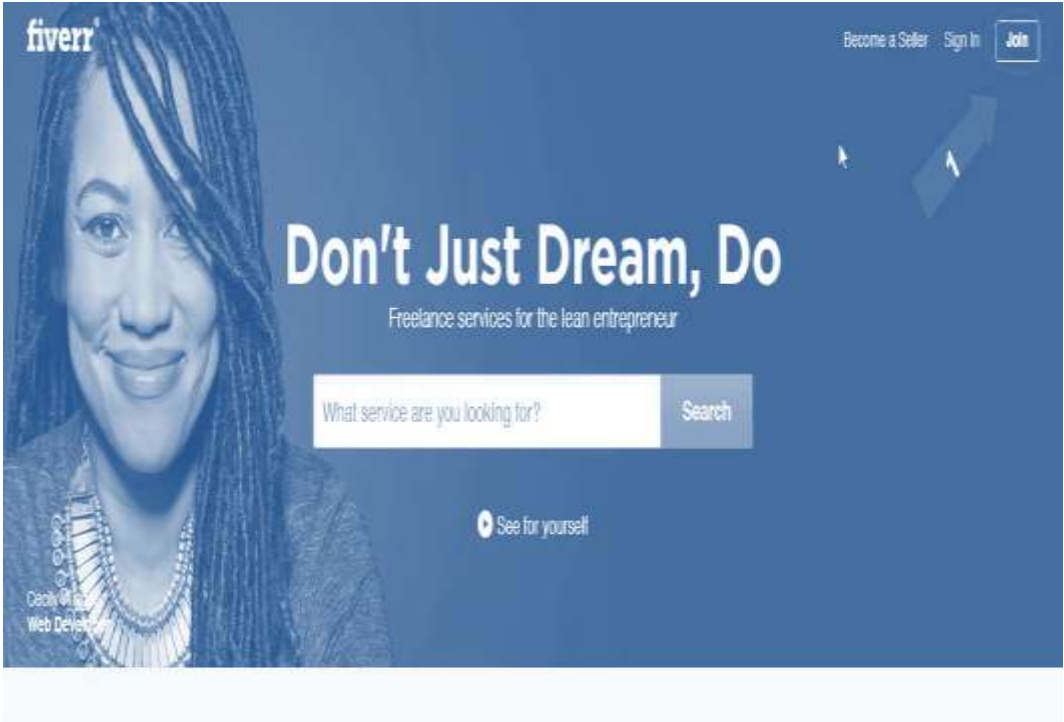 fiverr®
Become a Seller Sign In Join
1
Don't Just Dream, Do
Freelance services for the lean entrepreneur
What service are you looking for? Search
See for yourself
Web Developer